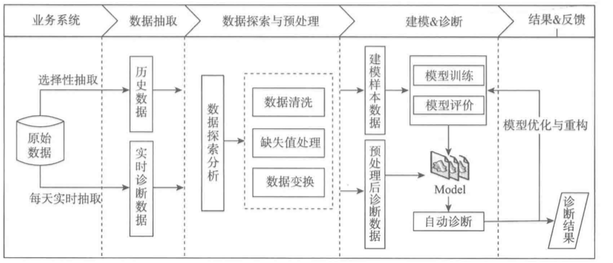 业务系统
数据抽取
数据探索与预处理
建模&诊断
结果&反馈
选择性抽取
原始
数据
每天实时抽取
历史数据
实时诊断数据
数据探索分析
数据清洗
缺失值处理
数据变换
建模样本数据
预处理后诊断数据
模型训练
模型评价
Model
自动诊断
模型优化与重构
诊断结果